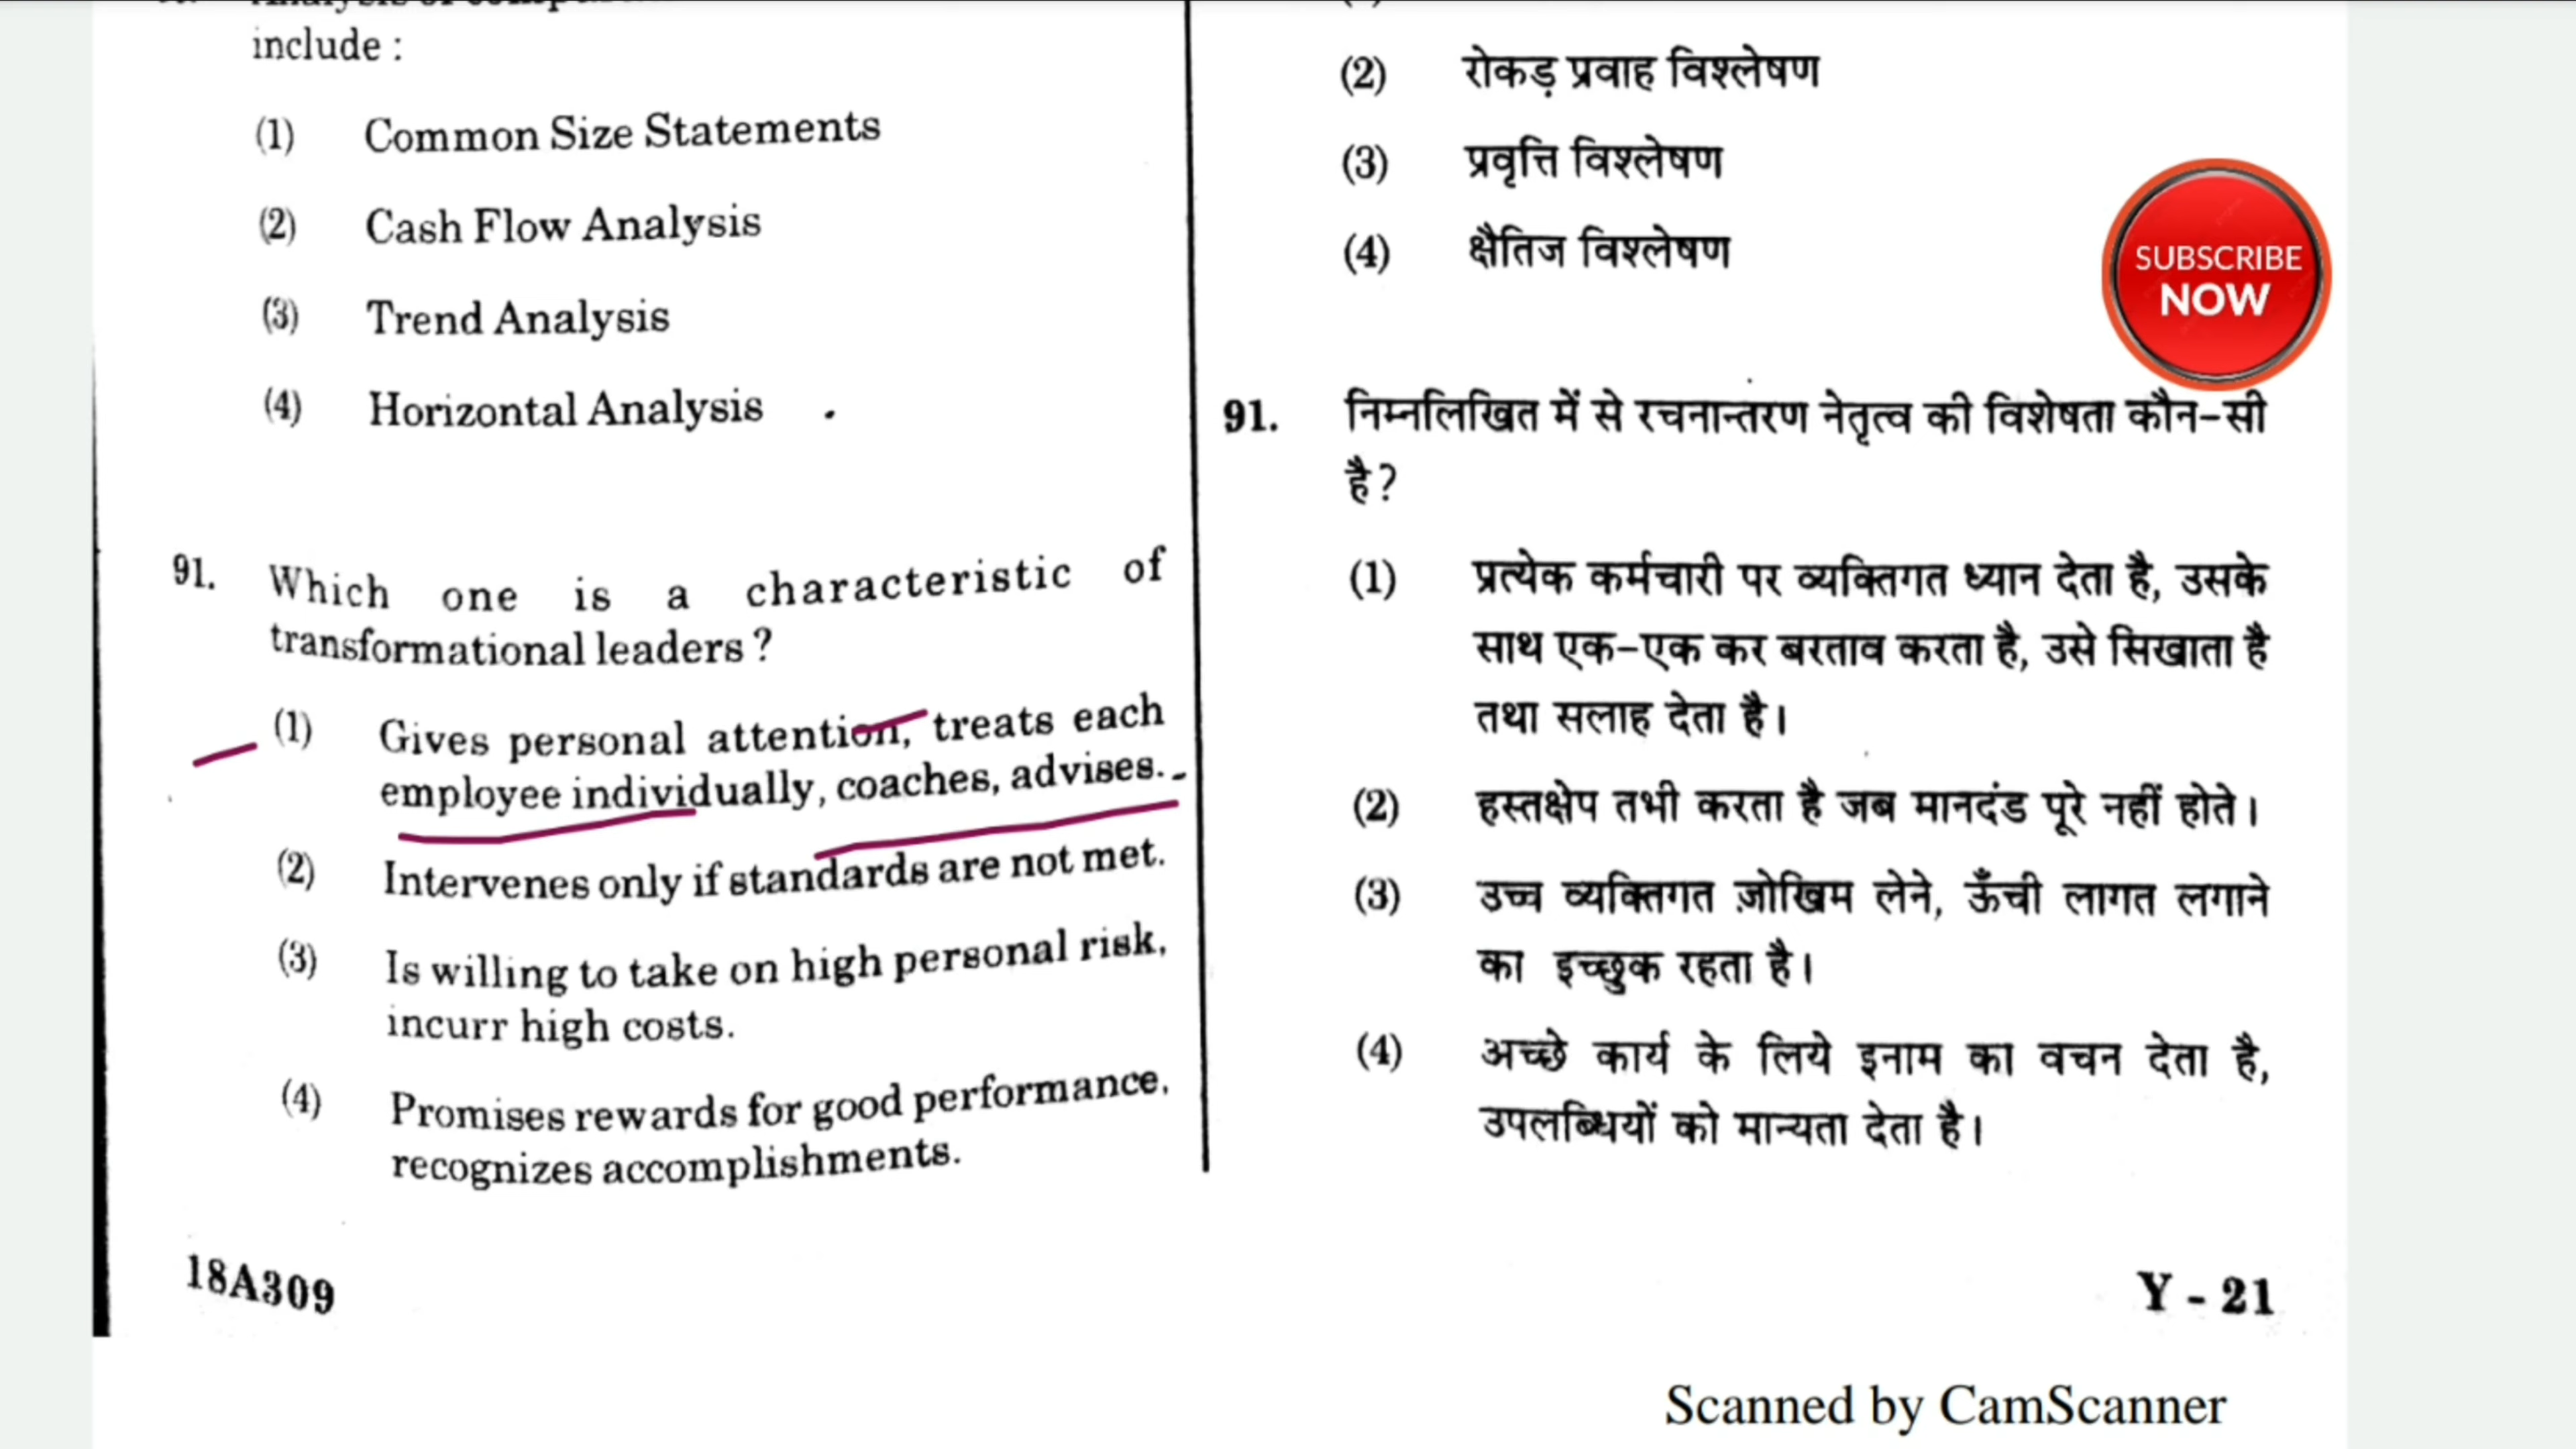 include :
(1) Common Size Statements
(2) Cash Flow Analysis
(3) Trend Analysis
(4) Horizontal Analysis
91. Which one is a characteristic of
transformational leaders ?
(1) Gives personal attention, treats each
employee individually, coaches, advises.
(2) Intervenes only if standards are not met.
(3) Is willing to take on high personal risk,
incurr high costs.
(4) Promises rewards for good performance,
recognizes accomplishments.
18A309
(2) रोकड़ प्रवाह विश्लेषण
(3) प्रवृत्ति विश्लेषण
(4) क्षैतिज विश्लेषण
SUBSCRIBE
NOW
91. निम्नलिखित में से रचनान्तरण नेतृत्व की विशेषता कौन-सी
है ?
(1) प्रत्येक कर्मचारी पर व्यक्तिगत ध्यान देता है, उसके
साथ एक-एक कर बरताव करता है, उसे सिखाता है
तथा सलाह देता है।
(2) हस्तक्षेप तभी करता है जब मानदंड पूरे नहीं होते।
(3) उच्च व्यक्तिगत ज़ोखिम लेने, ऊँची लागत लगाने
का इच्छुक रहता है।
(4) अच्छे कार्य के लिये इनाम का वचन देता है,
उपलब्धियों को मान्यता देता है।
Y - 21
Scanned by CamScanner